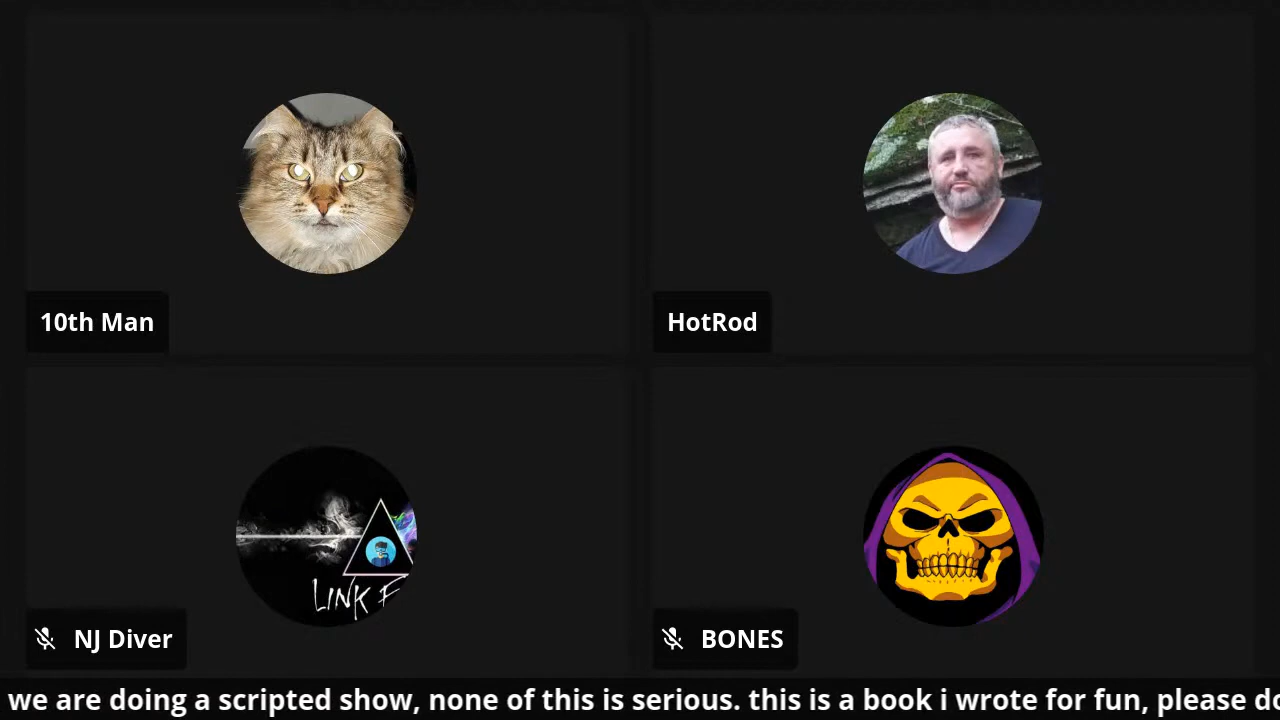 10th Man
HotRod
LINK
NJ Diver
BONES
we are doing a scripted show, none of this is serious. this is a book i wrote for fun, please